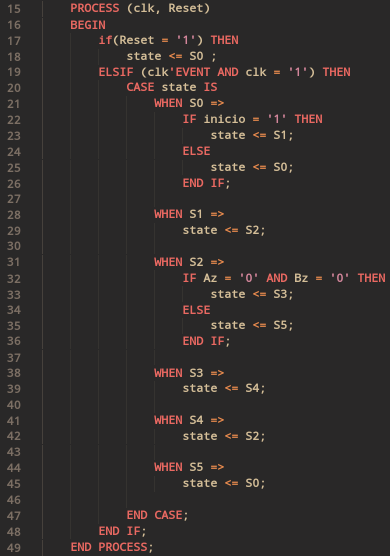 15 PROCESS (clk, Reset)
16 BEGIN
17 if(Reset = '1') THEN
18 state <= S0 ;
19 ELSIF (clk'EVENT AND clk = '1') THEN
20 CASE state IS
21 WHEN S0 =>
22 IF inicio = '1' THEN
23 state <= S1;
24 ELSE
25 state <= S0;
26 END IF;
27
28 WHEN S1 =>
29 state <= S2;
30
31 WHEN S2 =>
32 IF Az = '0' AND Bz = '0' THEN
33 state <= S3;
34 ELSE
35 state <= S5;
36 END IF;
37
38 WHEN S3 =>
39 state <= S4;
40
41 WHEN S4 =>
42 state <= S2;
43
44 WHEN S5 =>
45 state <= S0;
46
47 END CASE;
48 END IF;
49 END PROCESS;